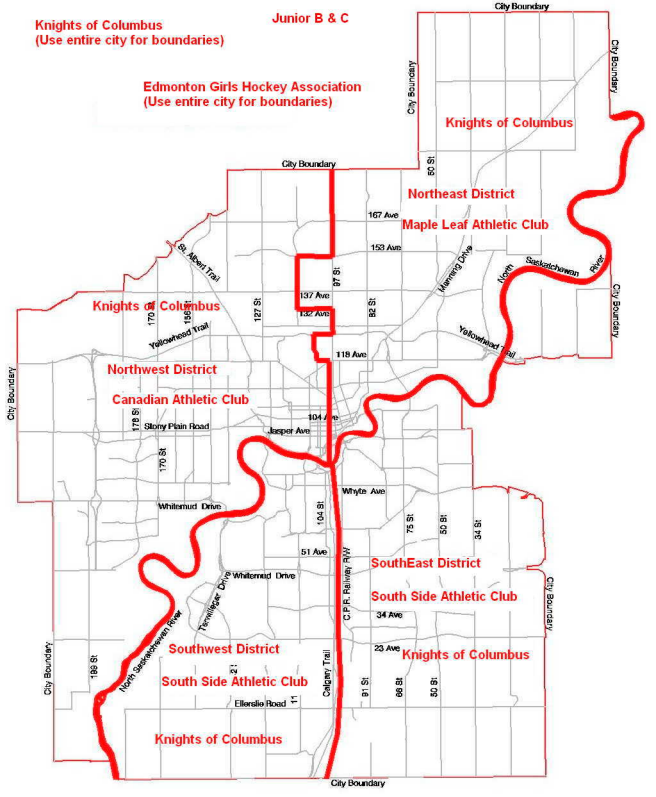 Knights of Columbus
(Use entire city for boundaries)
Junior B & C
City Boundary
Edmonton Girls Hockey Association
(Use entire city for boundaries)
City Boundary
City Boundary
Knights of Columbus
City Boundary
50 St
Northeast District
167 Ave
Maple Leaf Athletic Club
153 Ave
St. Albert Trail
97 St
Manning Drive
North Saskatchewan River
137 Ave
Knights of Columbus
170 St
156 St
127 St
132 Ave
82 St
City Boundary
Yellowhead Trail
Yellowhead Trail
118 Ave
Northwest District
City Boundary
Canadian Athletic Club
178 St
104 Ave
Stony Plain Road
Jasper Ave
170 St
Whyte Ave
Whitemud Drive
104 St
75 St
50 St
34 St
51 Ave
C.P.R. Railway R/W
SouthEast District
Whitemud Drive
Terwillegar Drive
South Side Athletic Club
City Boundary
34 Ave
North Saskatchewan River
Southwest District
23 Ave
Knights of Columbus
City Boundary
199 St
South Side Athletic Club
Calgary Trail
91 St
66 St
50 St
Ellerslie Road
11
Knights of Columbus
City Boundary